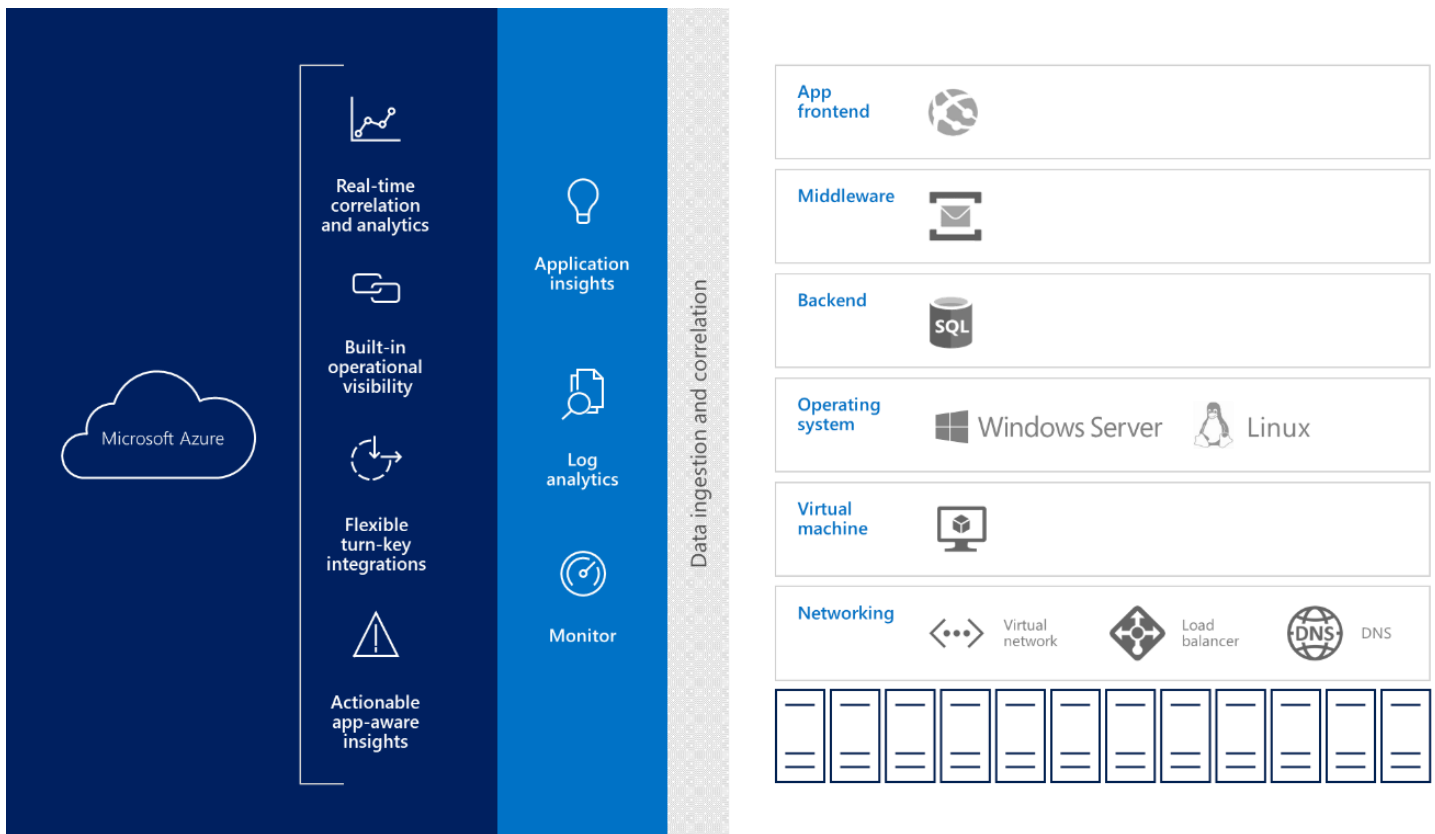 Microsoft Azure
Real-time
correlation
and analytics
Built-in
operational
visibility
Flexible
turn-key
integrations
Actionable
app-aware
insights
Application
insights
Log
analytics
Monitor
Data ingestion and correlation
App
frontend
Middleware
Backend
SQL
Operating
system
Windows Server
Linux
Virtual
machine
Networking
Virtual
network
Load
balancer
DNS
DNS